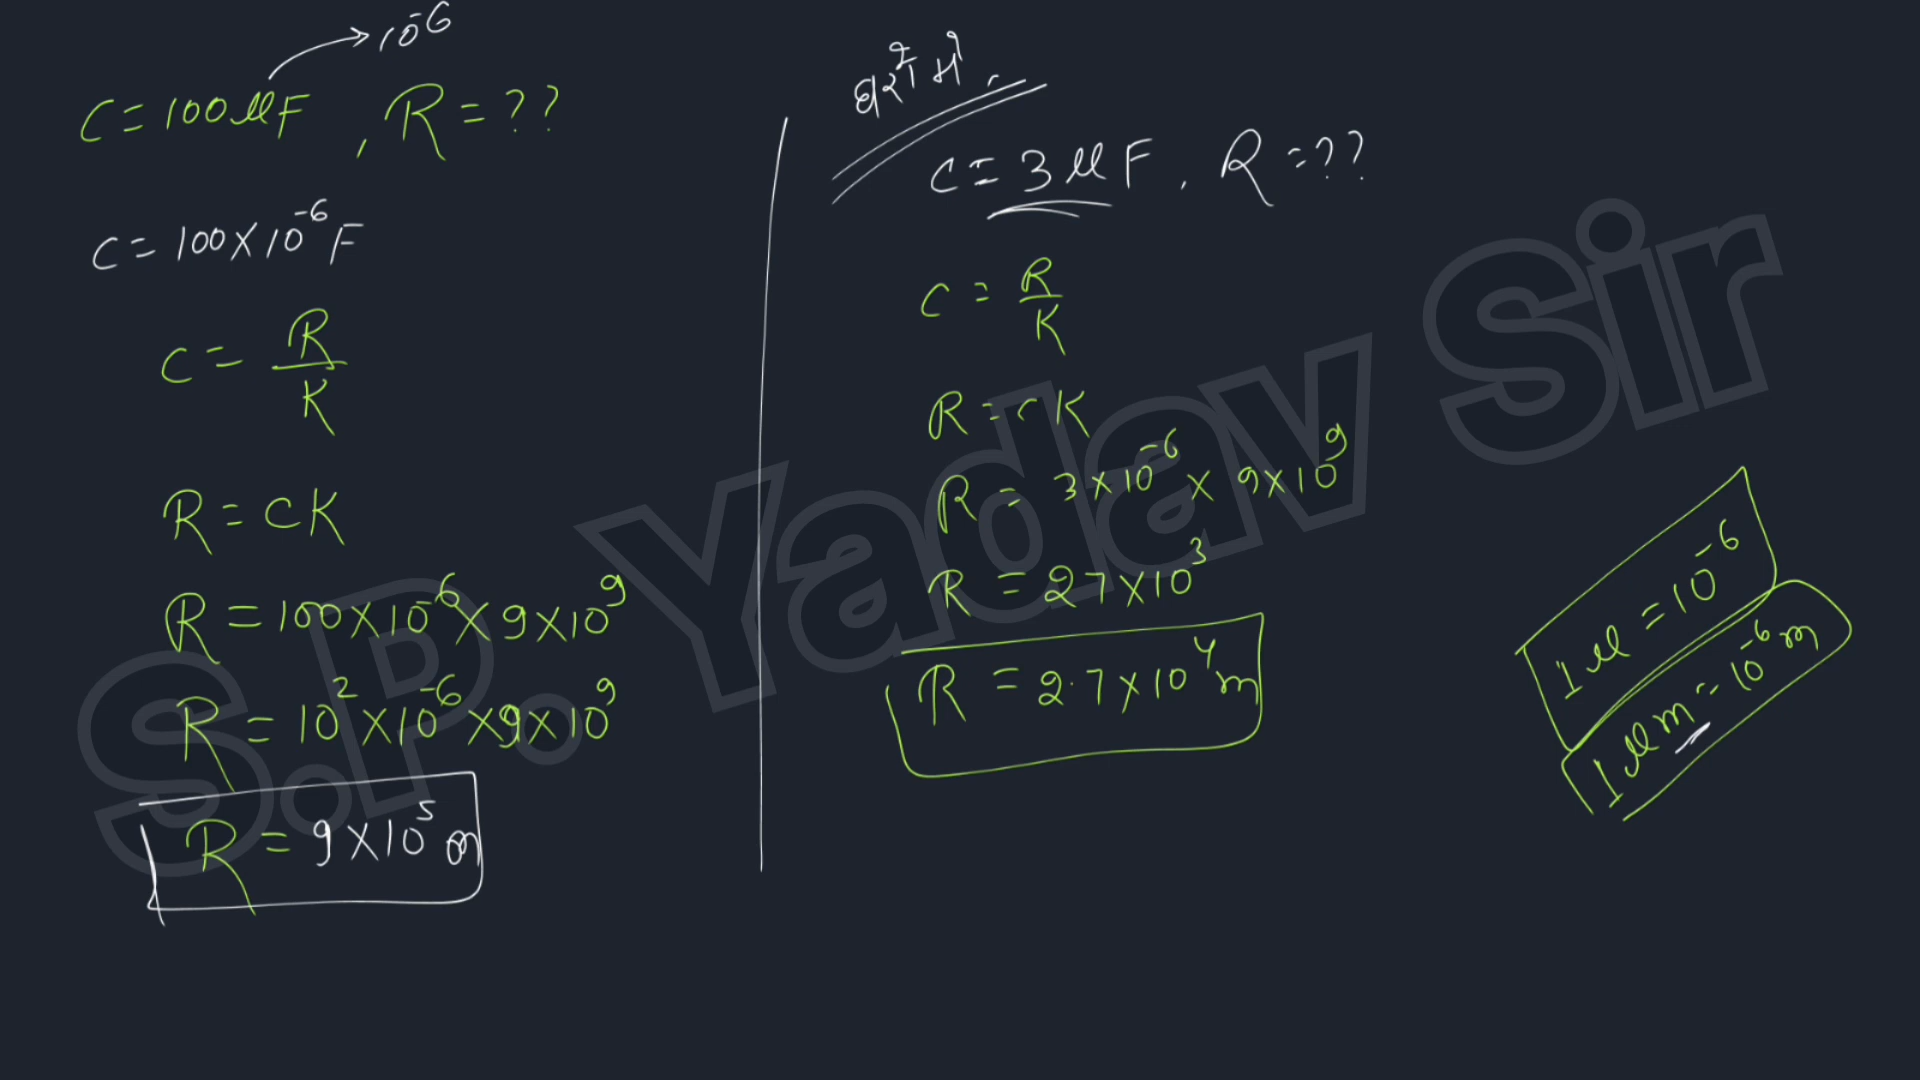 → 10⁻⁶
C = 100 μF , R = ??
C = 100 × 10⁻⁶ F
C = R/K
R = CK
R = 100 × 10⁻⁶ × 9 × 10⁹
R = 10² × 10⁻⁶ × 9 × 10⁹
R = 9 × 10⁵ m
C = 3 μF , R = ??
C = R/K
R = CK
R = 3 × 10⁻⁶ × 9 × 10⁹
R = 27 × 10³
R = 2.7 × 10⁴ m
1 μ = 10⁻⁶
1 μm = 10⁻⁶ m
S.P. Yadav Sir